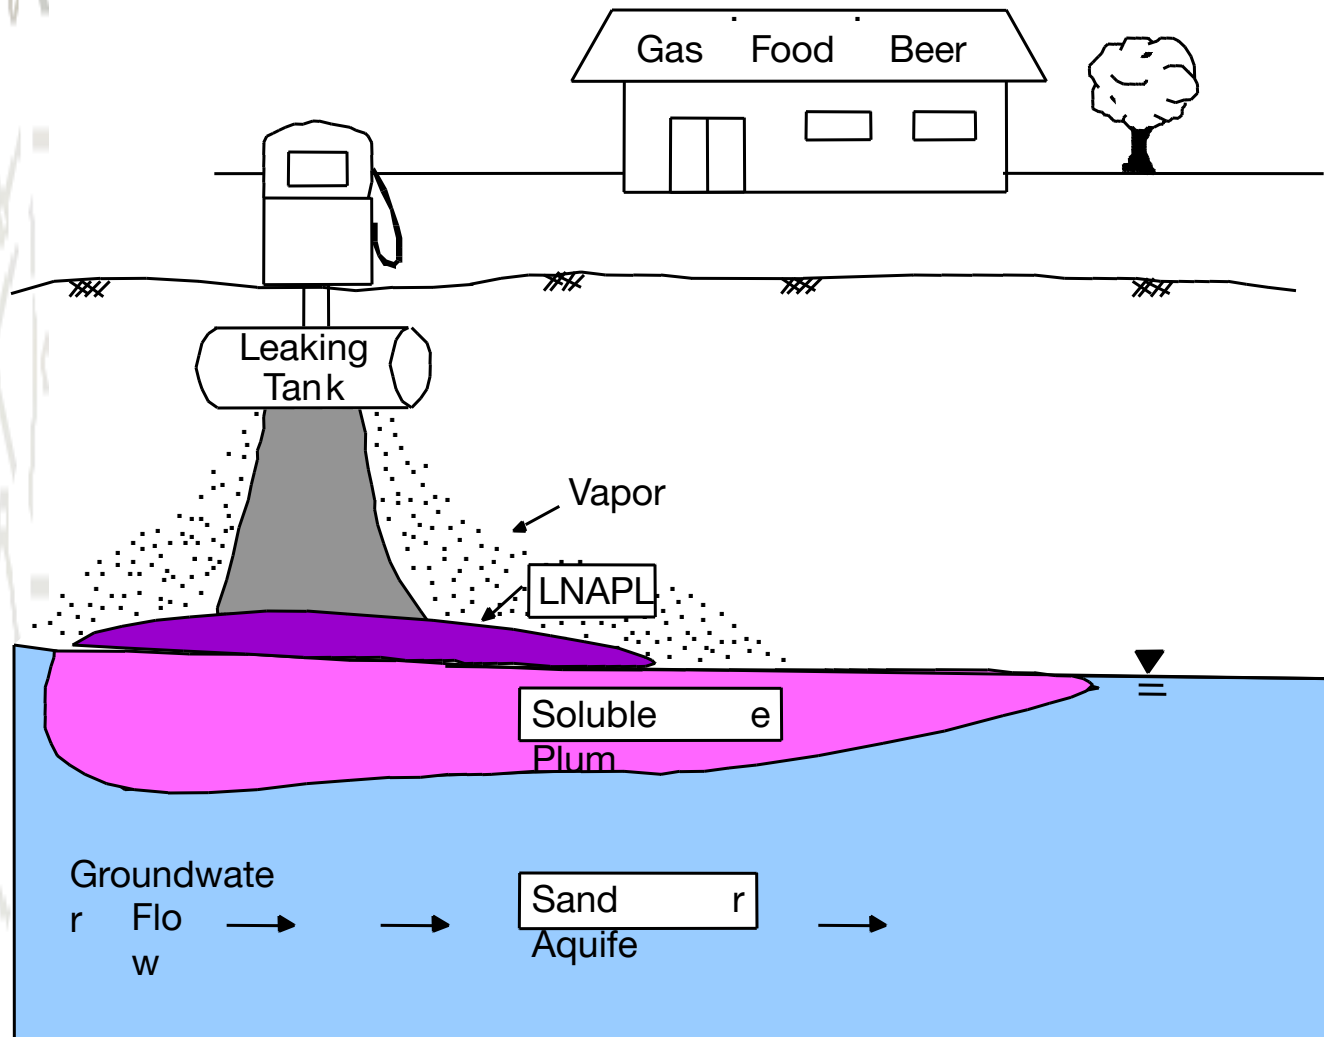 Gas Food Beer
Leaking
Tank
Vapor
LNAPL
Soluble e
Plum
Groundwate
r Flo
w
Sand r
Aquife